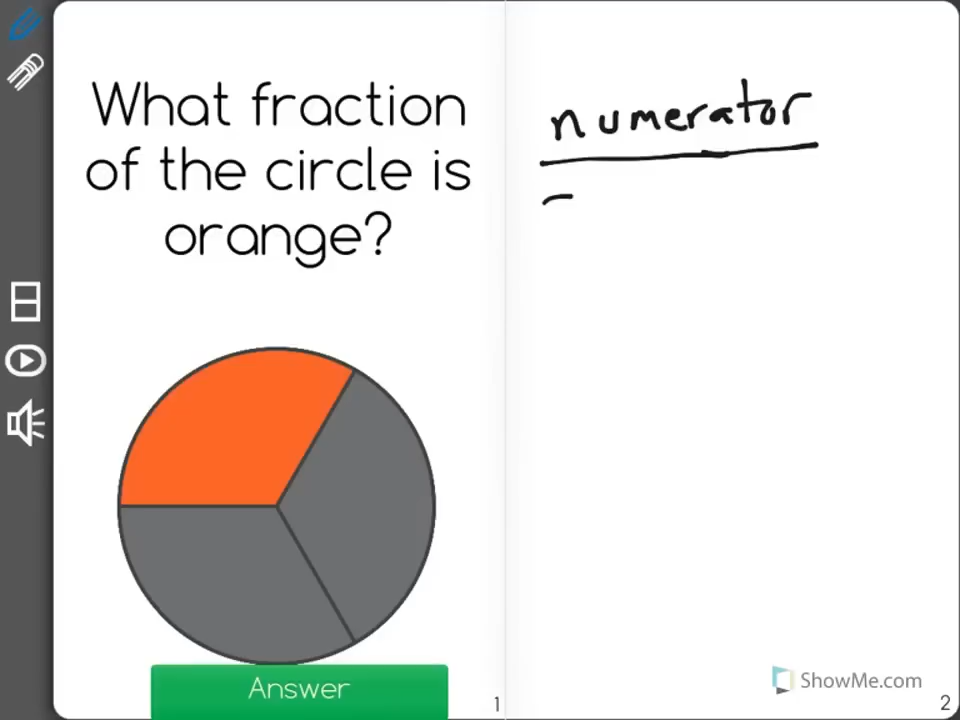 What fraction
of the circle is
orange?
Answer
1
numerator
ShowMe.com
2